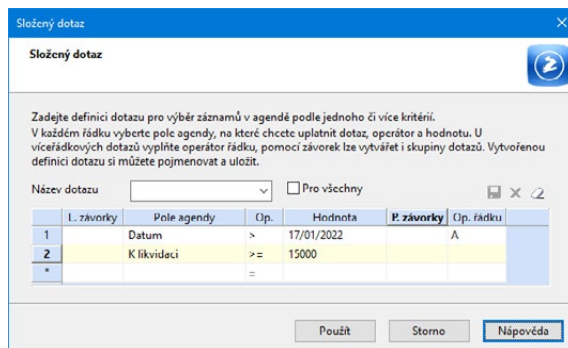 Složený dotaz
Složený dotaz
Zadejte definici dotazu pro výběr záznamů v agendě podle jednoho či více kritérií.
V každém řádku vyberte pole agendy, na které chcete uplatnit dotaz, operátor a hodnotu. U
víceřádkových dotazů vyplňte operátor řádku, pomocí závorek lze vytvářet i skupiny dotazů. Vytvořenou
definici dotazu si můžete pojmenovat a uložit.
Název dotazu Pro všechny
L. závorky Pole agendy Op. Hodnota P. závorky Op. řádku
1 Datum > 17/01/2022 A
2 K likvidaci >= 15000
* =
Použít Storno Nápověda